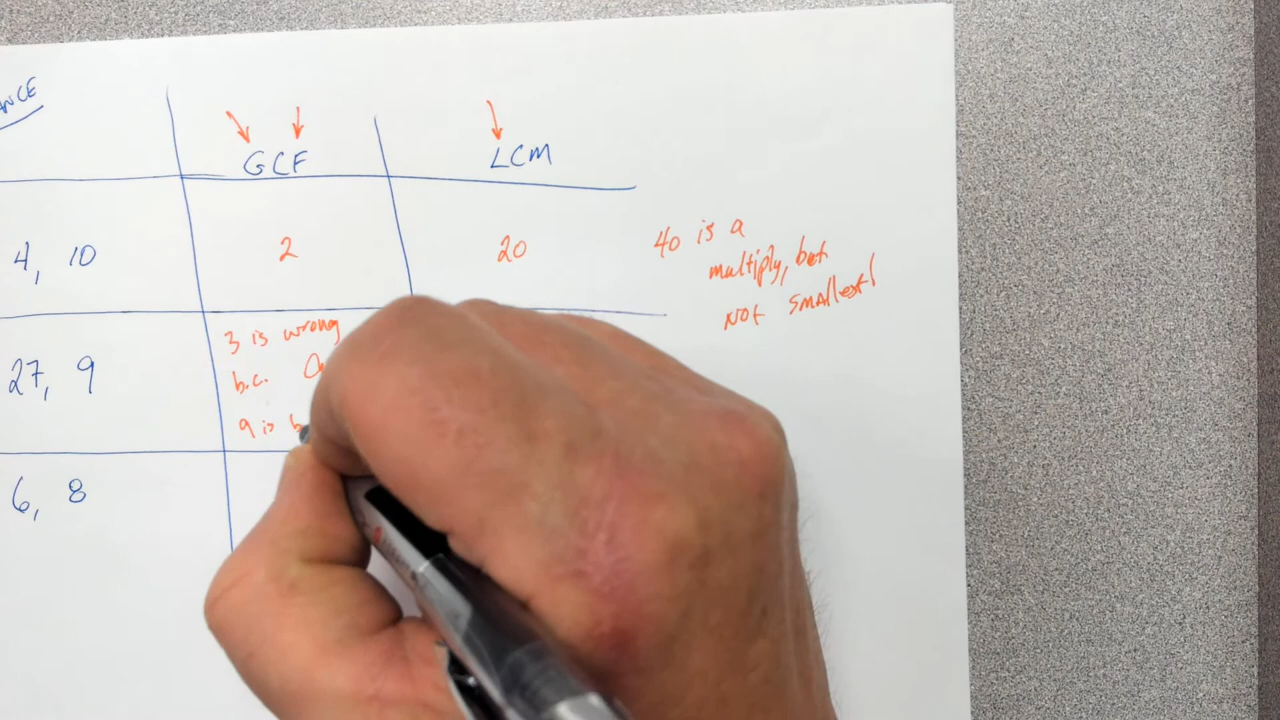 GCF LCM
4, 10 2 20
40 is a
multiply, but
NOT smallest!
27, 9
3 is wrong
b.c.
9 is
6, 8